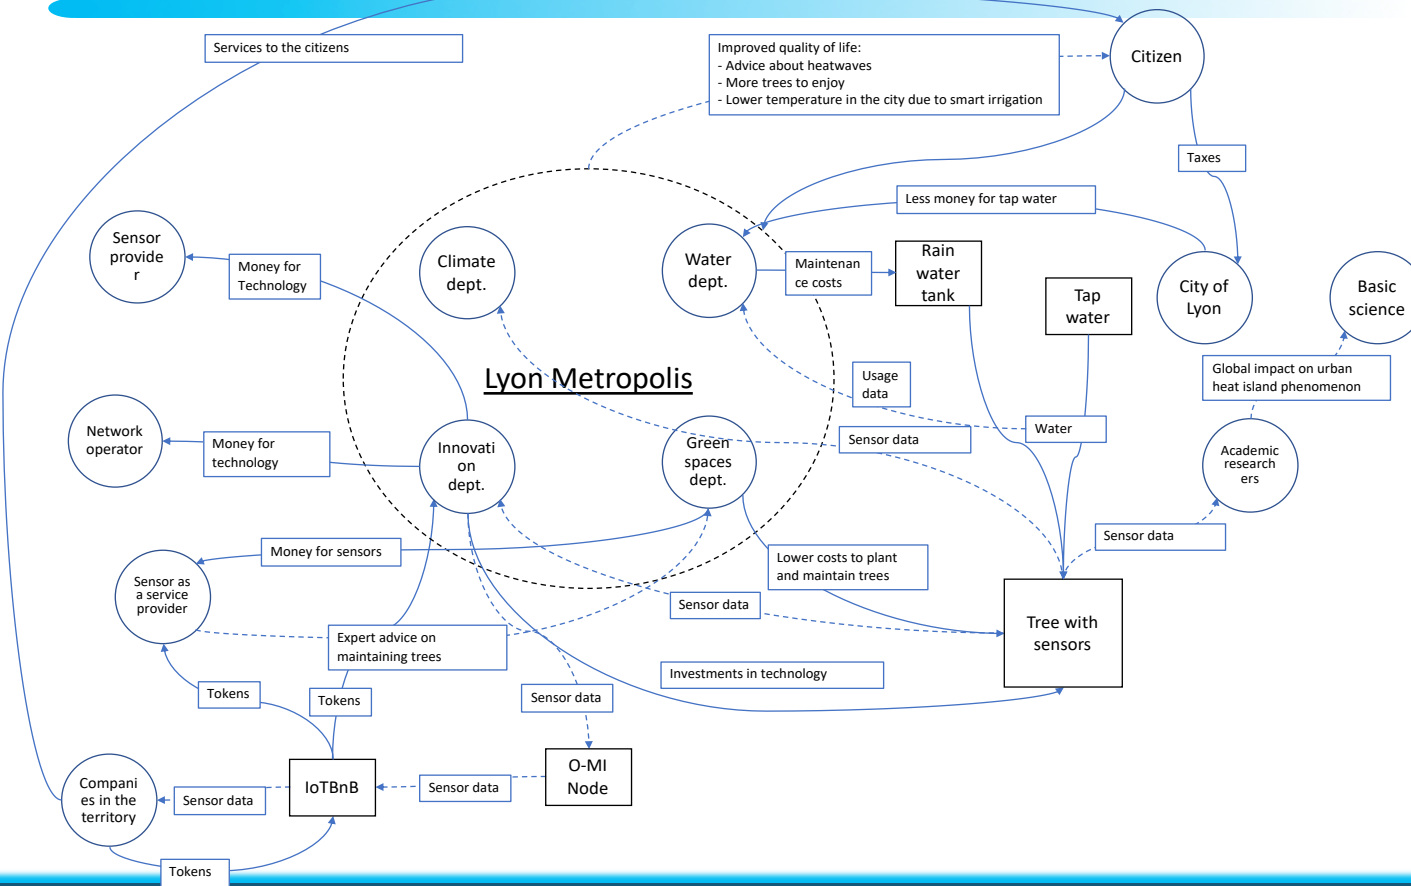 Services to the citizens
Improved quality of life:
- Advice about heatwaves
- More trees to enjoy
- Lower temperature in the city due to smart irrigation
Citizen
Taxes
Less money for tap water
Sensor
provide
r
Money for
Technology
Climate
dept.
Water
dept.
Maintenan
ce costs
Rain
water
tank
Tap
water
City of
Lyon
Basic
science
Lyon Metropolis
Usage
data
Global impact on urban
heat island phenomenon
Network
operator
Money for
technology
Innovati
on
dept.
Green
spaces
dept.
Sensor data
Water
Academic
research
ers
Sensor data
Money for sensors
Lower costs to plant
and maintain trees
Sensor as
a service
provider
Sensor data
Tree with
sensors
Expert advice on
maintaining trees
Investments in technology
Tokens
Tokens
Sensor data
Compani
es in the
territory
Sensor data
IoTBnB
Sensor data
O-MI
Node
Tokens